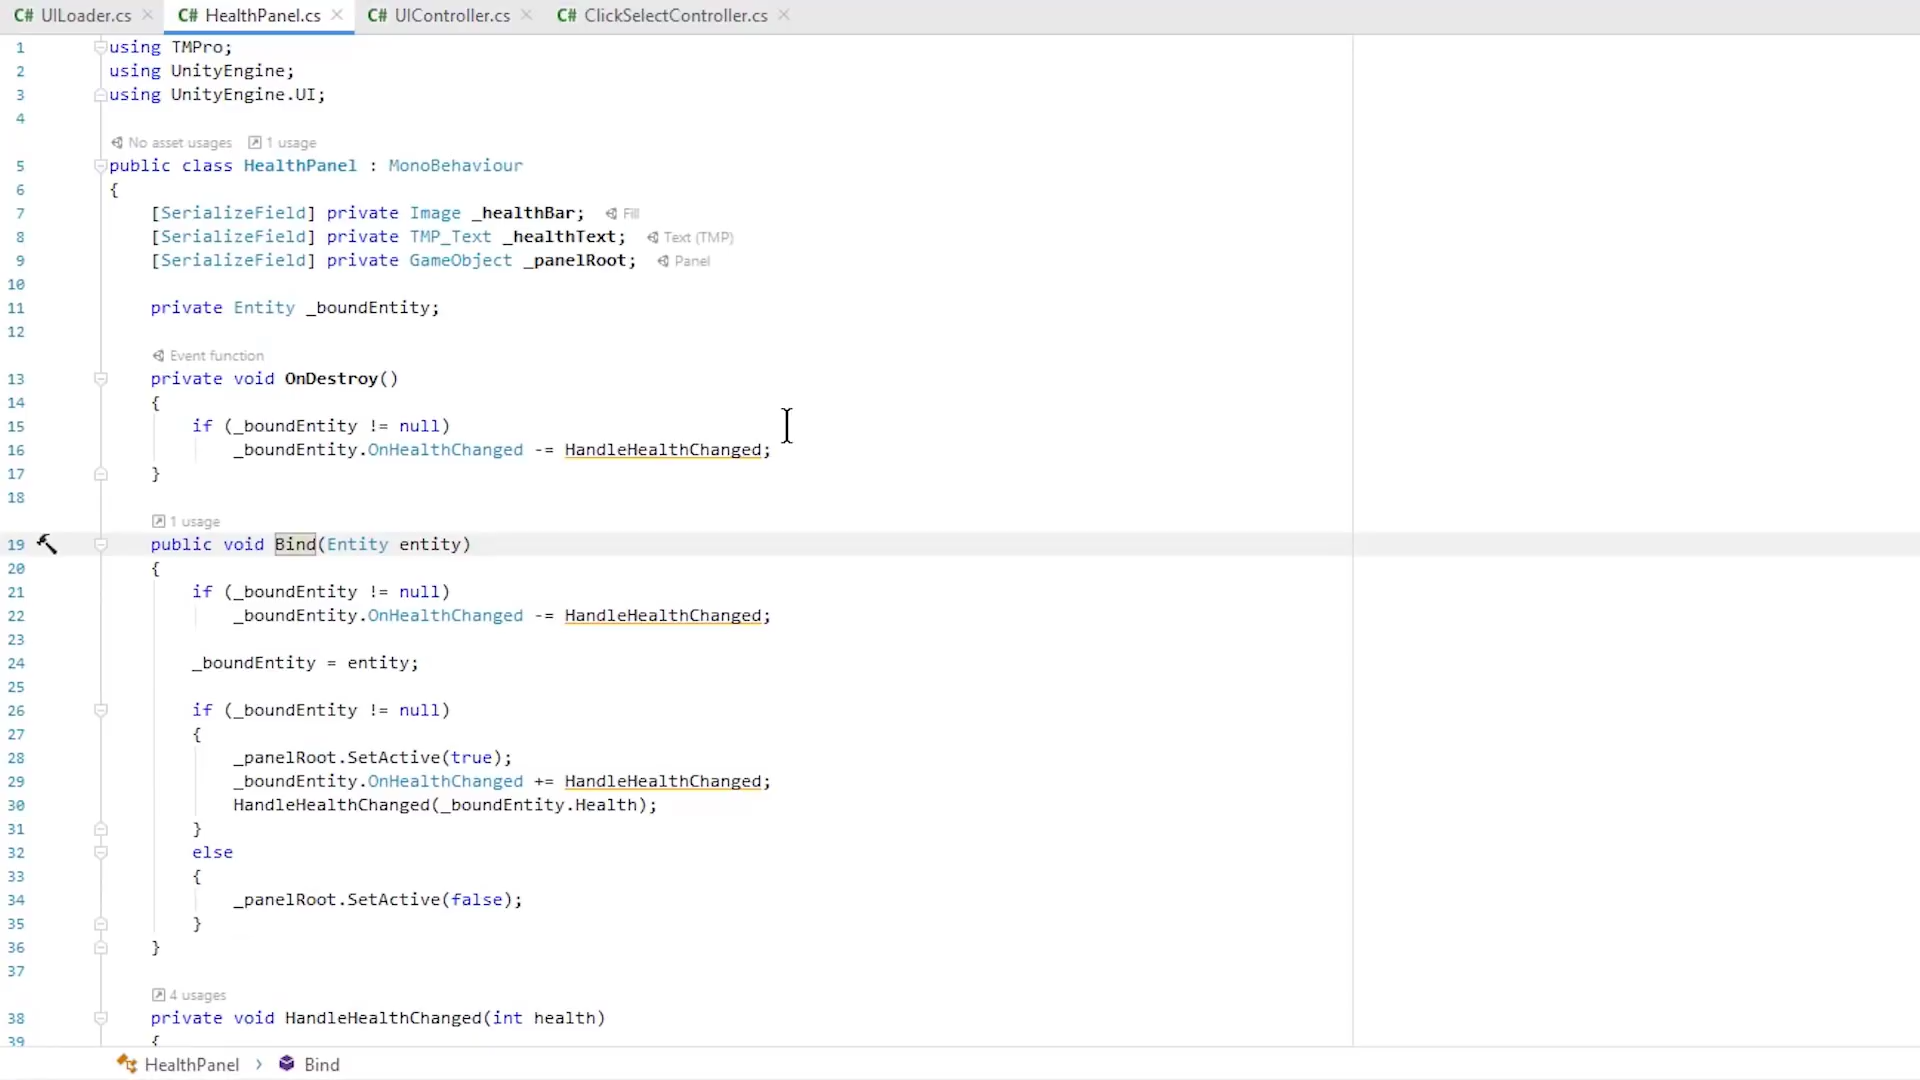 C# UILoader.cs × C# HealthPanel.cs × C# UIController.cs × C# ClickSelectController.cs ×
1 using TMPro;
2 using UnityEngine;
3 using UnityEngine.UI;
4
No asset usages 1 usage
5 public class HealthPanel : MonoBehaviour
6 {
7 [SerializeField] private Image _healthBar; Fill
8 [SerializeField] private TMP_Text _healthText; Text (TMP)
9 [SerializeField] private GameObject _panelRoot; Panel
10
11 private Entity _boundEntity;
12
Event function
13 private void OnDestroy()
14 {
15 if (_boundEntity != null)
16 _boundEntity.OnHealthChanged -= HandleHealthChanged;
17 }
18
1 usage
19 public void Bind(Entity entity)
20 {
21 if (_boundEntity != null)
22 _boundEntity.OnHealthChanged -= HandleHealthChanged;
23
24 _boundEntity = entity;
25
26 if (_boundEntity != null)
27 {
28 _panelRoot.SetActive(true);
29 _boundEntity.OnHealthChanged += HandleHealthChanged;
30 HandleHealthChanged(_boundEntity.Health);
31 }
32 else
33 {
34 _panelRoot.SetActive(false);
35 }
36 }
37
4 usages
38 private void HandleHealthChanged(int health)
39 {
HealthPanel > Bind